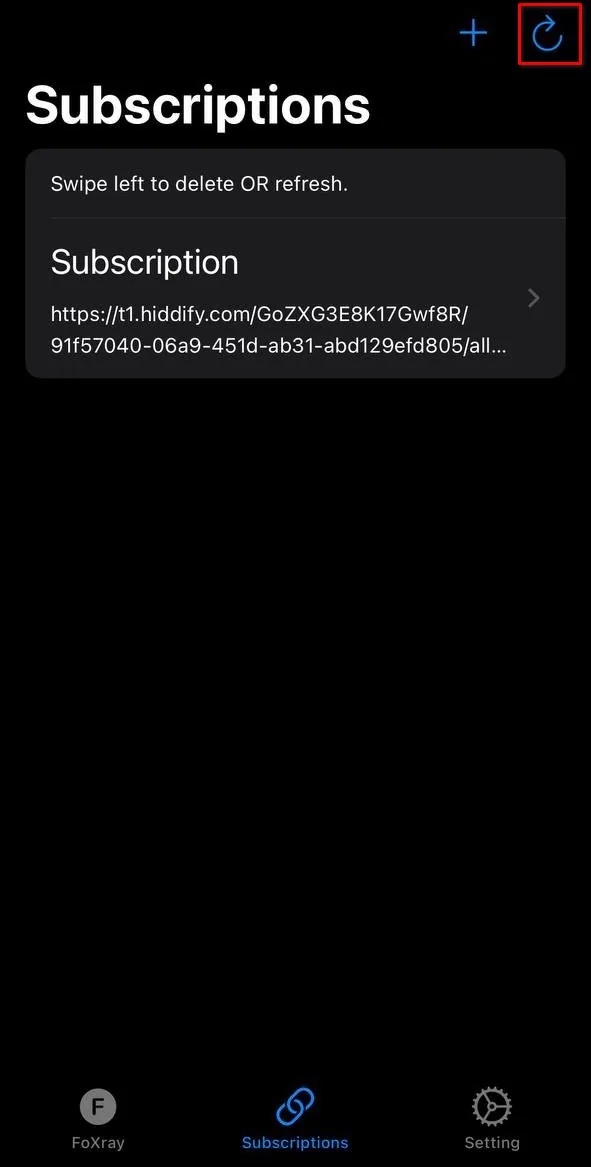 Subscriptions
Swipe left to delete OR refresh.
Subscription
https://t1.hiddify.com/GoZXG3E8K17Gwf8R/
91f57040-06a9-451d-ab31-abd129efd805/all...
F
FoXray
Subscriptions
Setting